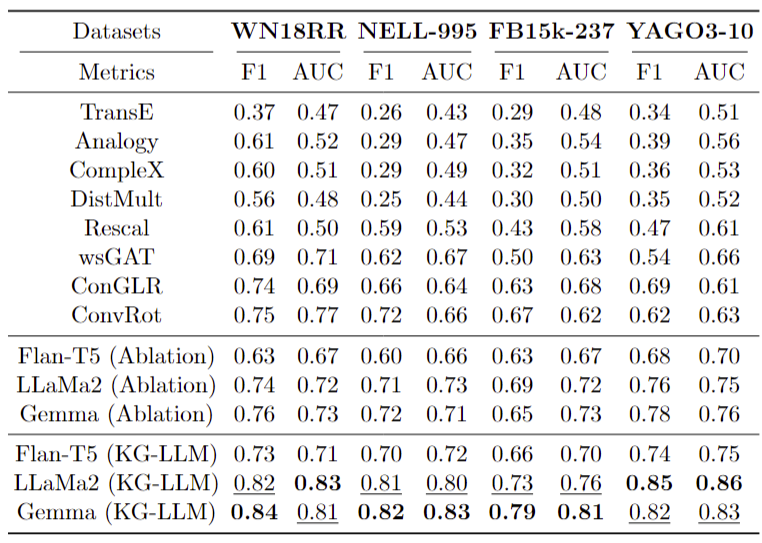 Datasets WN18RR NELL-995 FB15k-237 YAGO3-10
Metrics F1 AUC F1 AUC F1 AUC F1 AUC
TransE 0.37 0.47 0.26 0.43 0.29 0.48 0.34 0.51
Analogy 0.61 0.52 0.29 0.47 0.35 0.54 0.39 0.56
CompleX 0.60 0.51 0.29 0.49 0.32 0.51 0.36 0.53
DistMult 0.56 0.48 0.25 0.44 0.30 0.50 0.35 0.52
Rescal 0.61 0.50 0.59 0.53 0.43 0.58 0.47 0.61
wsGAT 0.69 0.71 0.62 0.67 0.50 0.63 0.54 0.66
ConGLR 0.74 0.69 0.66 0.64 0.63 0.68 0.69 0.61
ConvRot 0.75 0.77 0.72 0.66 0.67 0.62 0.62 0.63
Flan-T5 (Ablation) 0.63 0.67 0.60 0.66 0.63 0.67 0.68 0.70
LLaMa2 (Ablation) 0.74 0.72 0.71 0.73 0.69 0.72 0.76 0.75
Gemma (Ablation) 0.76 0.73 0.72 0.71 0.65 0.73 0.78 0.76
Flan-T5 (KG-LLM) 0.73 0.71 0.70 0.72 0.66 0.70 0.74 0.75
LLaMa2 (KG-LLM) 0.82 0.83 0.81 0.80 0.73 0.76 0.85 0.86
Gemma (KG-LLM) 0.84 0.81 0.82 0.83 0.79 0.81 0.82 0.83